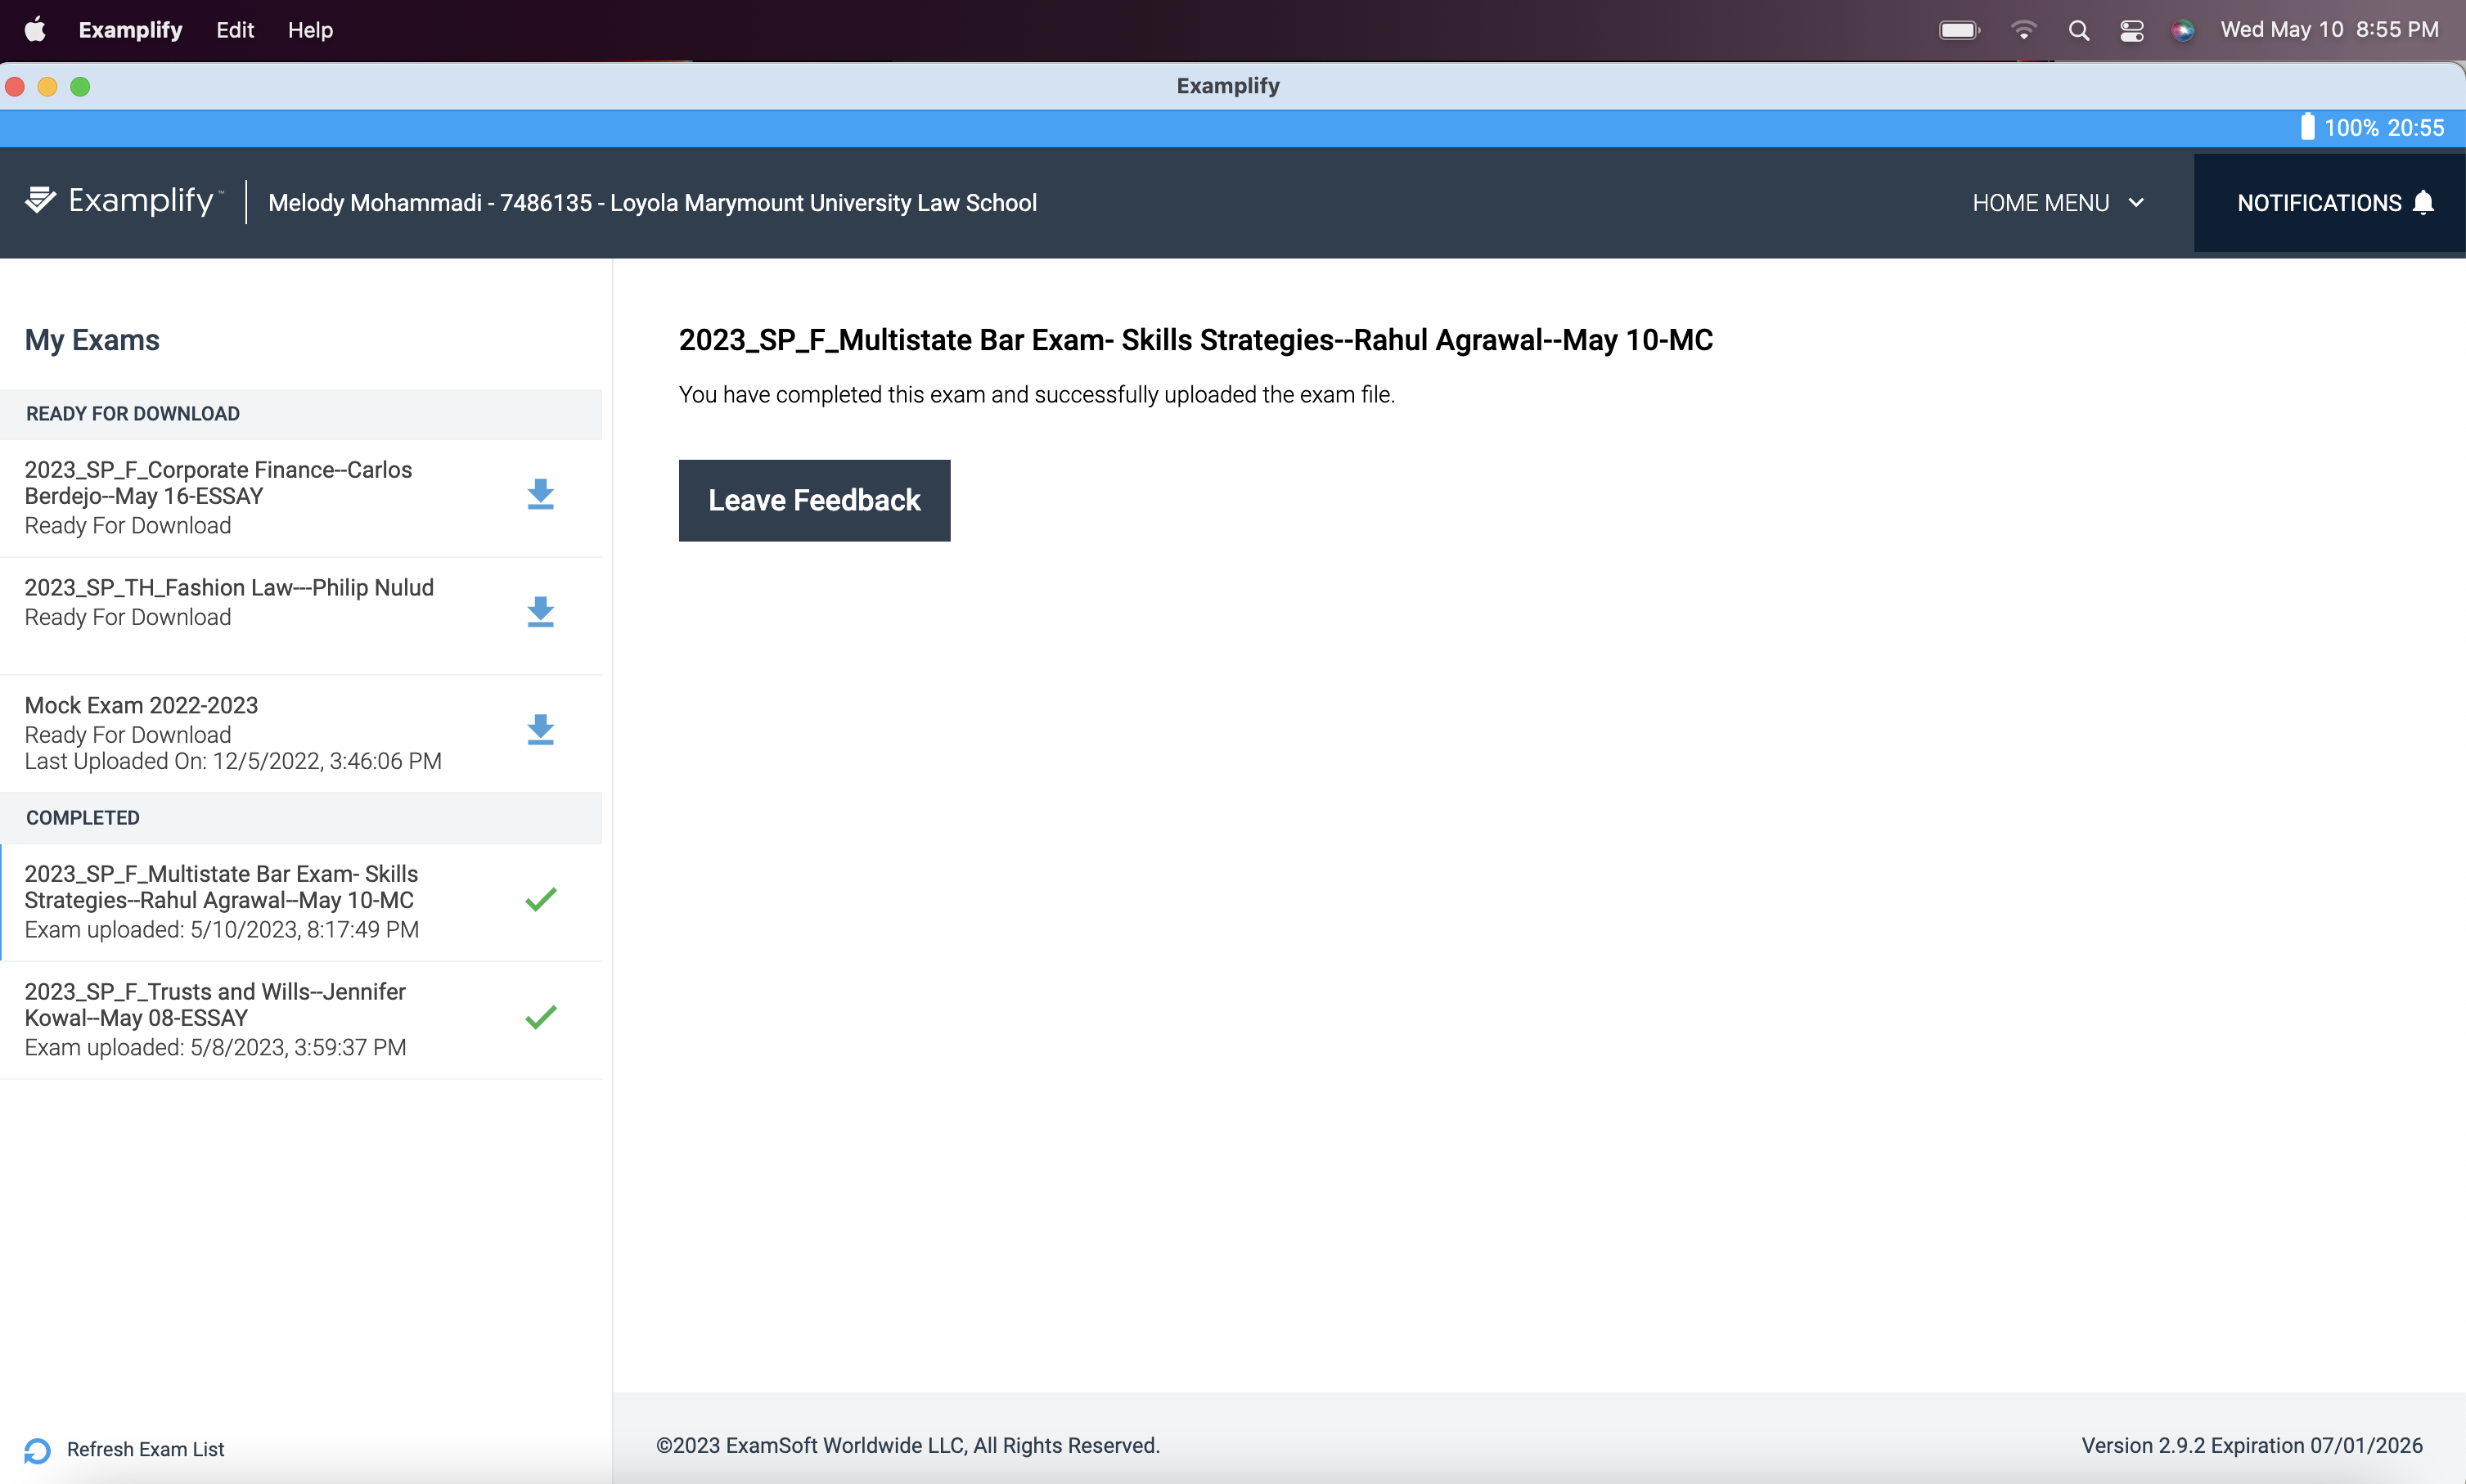 Examplify Edit Help Wed May 10 8:55 PM
Examplify
100% 20:55
Examplify™ Melody Mohammadi - 7486135 - Loyola Marymount University Law School HOME MENU NOTIFICATIONS
My Exams
READY FOR DOWNLOAD
2023_SP_F_Corporate Finance--Carlos
Berdejo--May 16-ESSAY
Ready For Download
2023_SP_TH_Fashion Law---Philip Nulud
Ready For Download
Mock Exam 2022-2023
Ready For Download
Last Uploaded On: 12/5/2022, 3:46:06 PM
COMPLETED
2023_SP_F_Multistate Bar Exam- Skills
Strategies--Rahul Agrawal--May 10-MC
Exam uploaded: 5/10/2023, 8:17:49 PM
2023_SP_F_Trusts and Wills--Jennifer
Kowal--May 08-ESSAY
Exam uploaded: 5/8/2023, 3:59:37 PM
Refresh Exam List
2023_SP_F_Multistate Bar Exam- Skills Strategies--Rahul Agrawal--May 10-MC
You have completed this exam and successfully uploaded the exam file.
Leave Feedback
©2023 ExamSoft Worldwide LLC, All Rights Reserved.
Version 2.9.2 Expiration 07/01/2026